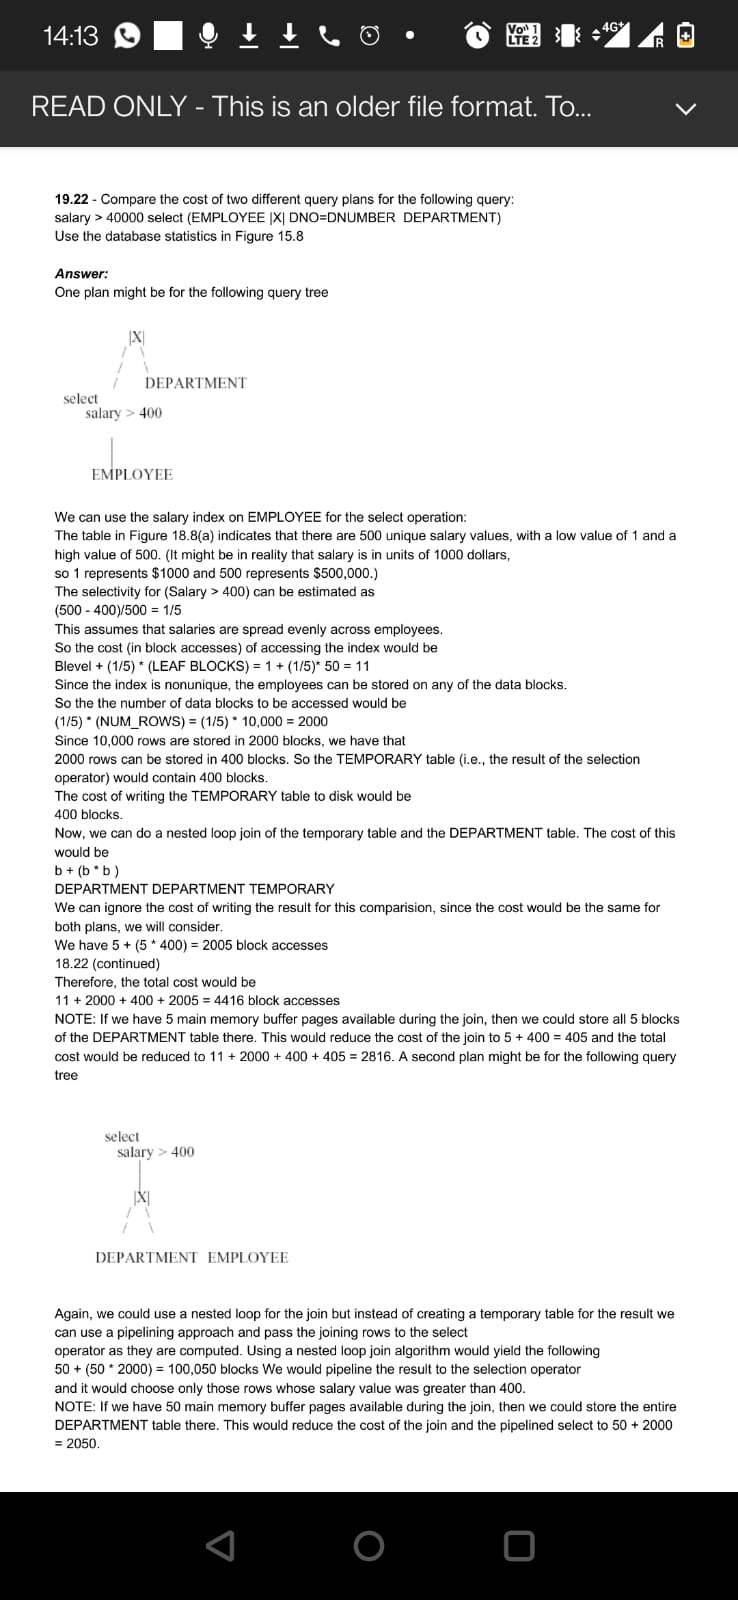 14:13
Vo)) 1
LTE 2
4G+
R
READ ONLY - This is an older file format. To...
19.22 - Compare the cost of two different query plans for the following query:
salary > 40000 select (EMPLOYEE |X| DNO=DNUMBER DEPARTMENT)
Use the database statistics in Figure 15.8
Answer:
One plan might be for the following query tree
|X|
/ \
/ \
/ DEPARTMENT
select
salary > 400
|
EMPLOYEE
We can use the salary index on EMPLOYEE for the select operation:
The table in Figure 18.8(a) indicates that there are 500 unique salary values, with a low value of 1 and a
high value of 500. (It might be in reality that salary is in units of 1000 dollars,
so 1 represents $1000 and 500 represents $500,000.)
The selectivity for (Salary > 400) can be estimated as
(500 - 400)/500 = 1/5
This assumes that salaries are spread evenly across employees.
So the cost (in block accesses) of accessing the index would be
Blevel + (1/5) * (LEAF BLOCKS) = 1 + (1/5)* 50 = 11
Since the index is nonunique, the employees can be stored on any of the data blocks.
So the the number of data blocks to be accessed would be
(1/5) * (NUM_ROWS) = (1/5) * 10,000 = 2000
Since 10,000 rows are stored in 2000 blocks, we have that
2000 rows can be stored in 400 blocks. So the TEMPORARY table (i.e., the result of the selection
operator) would contain 400 blocks.
The cost of writing the TEMPORARY table to disk would be
400 blocks.
Now, we can do a nested loop join of the temporary table and the DEPARTMENT table. The cost of this
would be
b + (b * b )
DEPARTMENT DEPARTMENT TEMPORARY
We can ignore the cost of writing the result for this comparision, since the cost would be the same for
both plans, we will consider.
We have 5 + (5 * 400) = 2005 block accesses
18.22 (continued)
Therefore, the total cost would be
11 + 2000 + 400 + 2005 = 4416 block accesses
NOTE: If we have 5 main memory buffer pages available during the join, then we could store all 5 blocks
of the DEPARTMENT table there. This would reduce the cost of the join to 5 + 400 = 405 and the total
cost would be reduced to 11 + 2000 + 400 + 405 = 2816. A second plan might be for the following query
tree
select
salary > 400
|
|X|
/ \
/ \
DEPARTMENT EMPLOYEE
Again, we could use a nested loop for the join but instead of creating a temporary table for the result we
can use a pipelining approach and pass the joining rows to the select
operator as they are computed. Using a nested loop join algorithm would yield the following
50 + (50 * 2000) = 100,050 blocks We would pipeline the result to the selection operator
and it would choose only those rows whose salary value was greater than 400.
NOTE: If we have 50 main memory buffer pages available during the join, then we could store the entire
DEPARTMENT table there. This would reduce the cost of the join and the pipelined select to 50 + 2000
= 2050.